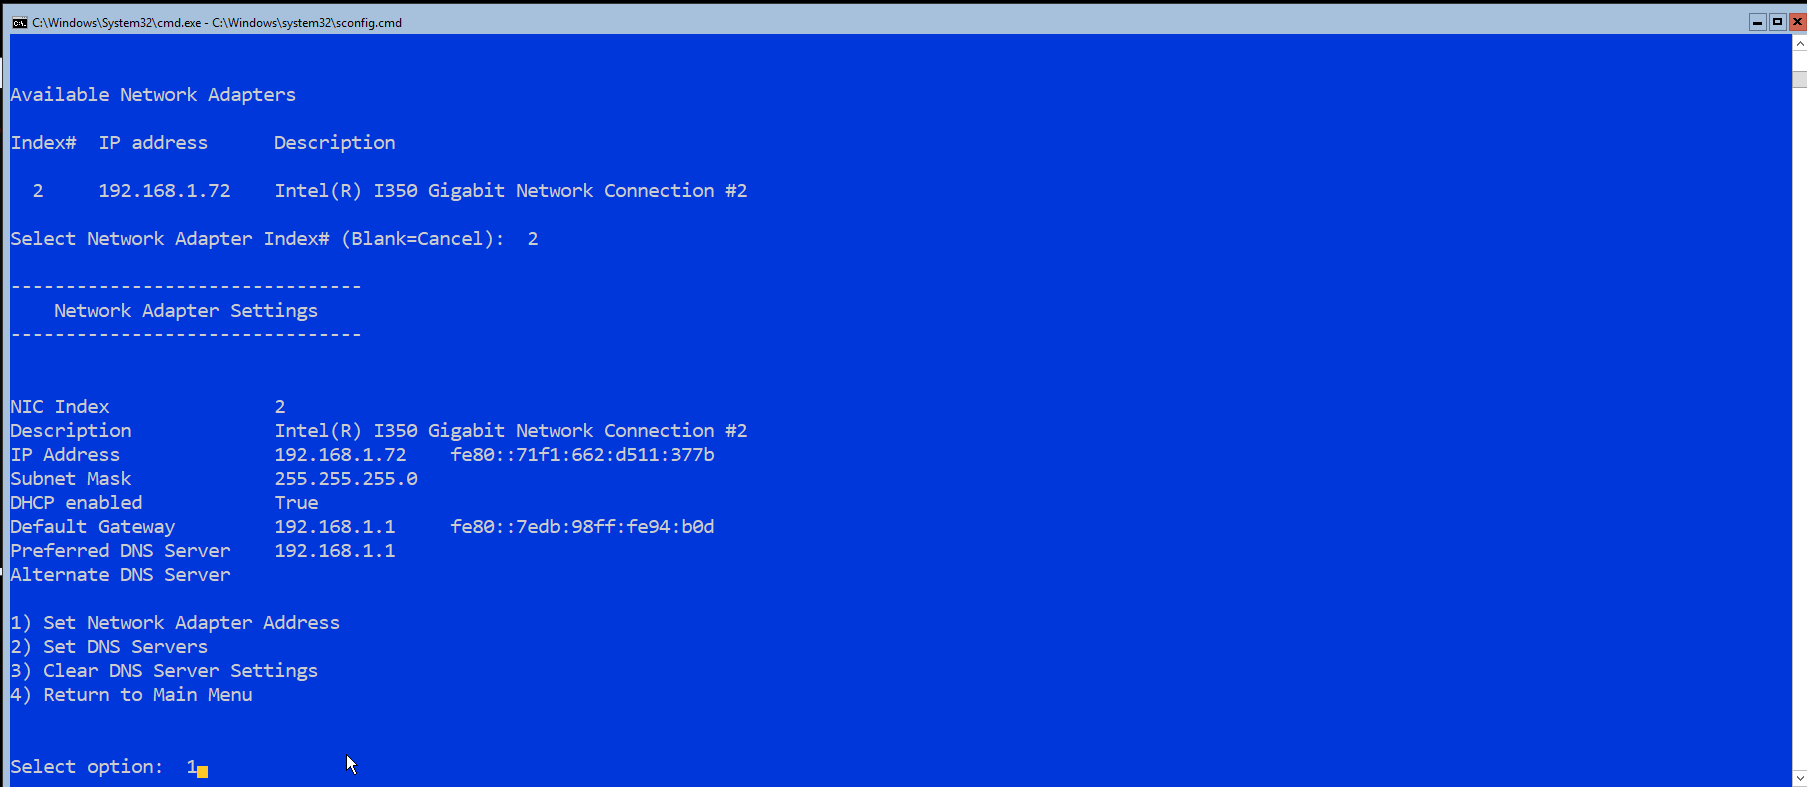 C:\Windows\System32\cmd.exe - C:\Windows\system32\sconfig.cmd
Available Network Adapters
Index#  IP address      Description
  2     192.168.1.72    Intel(R) I350 Gigabit Network Connection #2
Select Network Adapter Index# (Blank=Cancel):  2
--------------------------------
    Network Adapter Settings
--------------------------------
NIC Index               2
Description             Intel(R) I350 Gigabit Network Connection #2
IP Address              192.168.1.72    fe80::71f1:662:d511:377b
Subnet Mask             255.255.255.0
DHCP enabled            True
Default Gateway         192.168.1.1     fe80::7edb:98ff:fe94:b0d
Preferred DNS Server    192.168.1.1
Alternate DNS Server
1) Set Network Adapter Address
2) Set DNS Servers
3) Clear DNS Server Settings
4) Return to Main Menu
Select option:  1